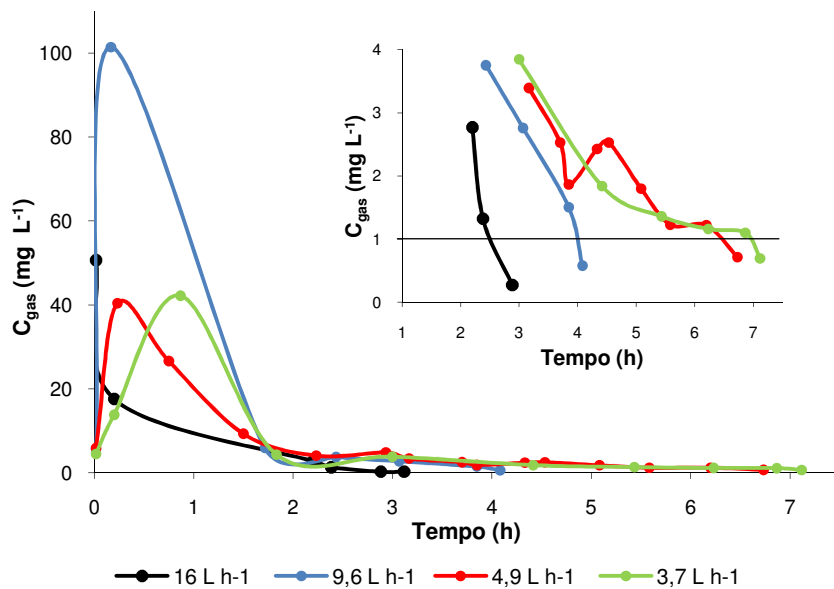 100
80
60
40
20
0
C_gas (mg L⁻¹)
0 1 2 3 4 5 6 7
Tempo (h)
4
3
2
1
0
C_gas (mg L⁻¹)
1 2 3 4 5 6 7
Tempo (h)
16 L h-1 9,6 L h-1 4,9 L h-1 3,7 L h-1